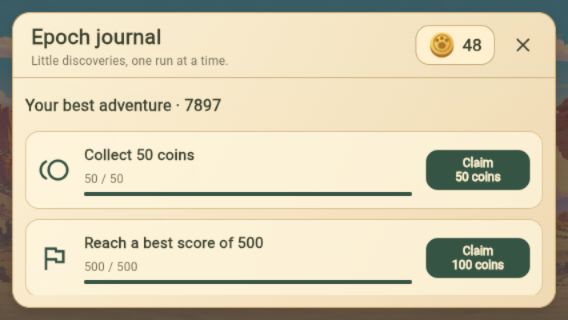 Epoch journal
48
Little discoveries, one run at a time.
Your best adventure · 7897
Collect 50 coins
50 / 50
Claim
50 coins
Reach a best score of 500
500 / 500
Claim
100 coins